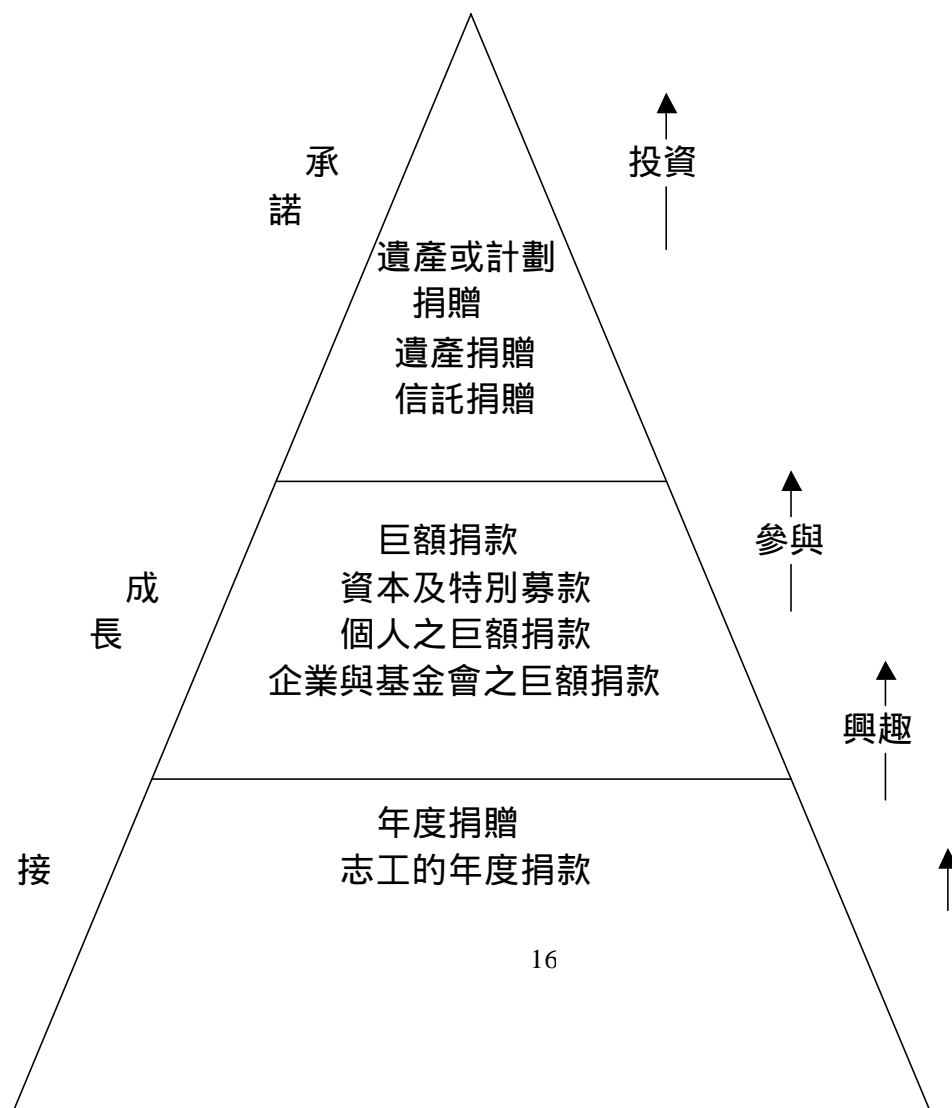 承
諾
投資
遺產或計劃
捐贈
遺產捐贈
信託捐贈
巨額捐款
資本及特別募款
個人之巨額捐款
企業與基金會之巨額捐款
成
長
參與
興趣
年度捐贈
志工的年度捐款
接
16